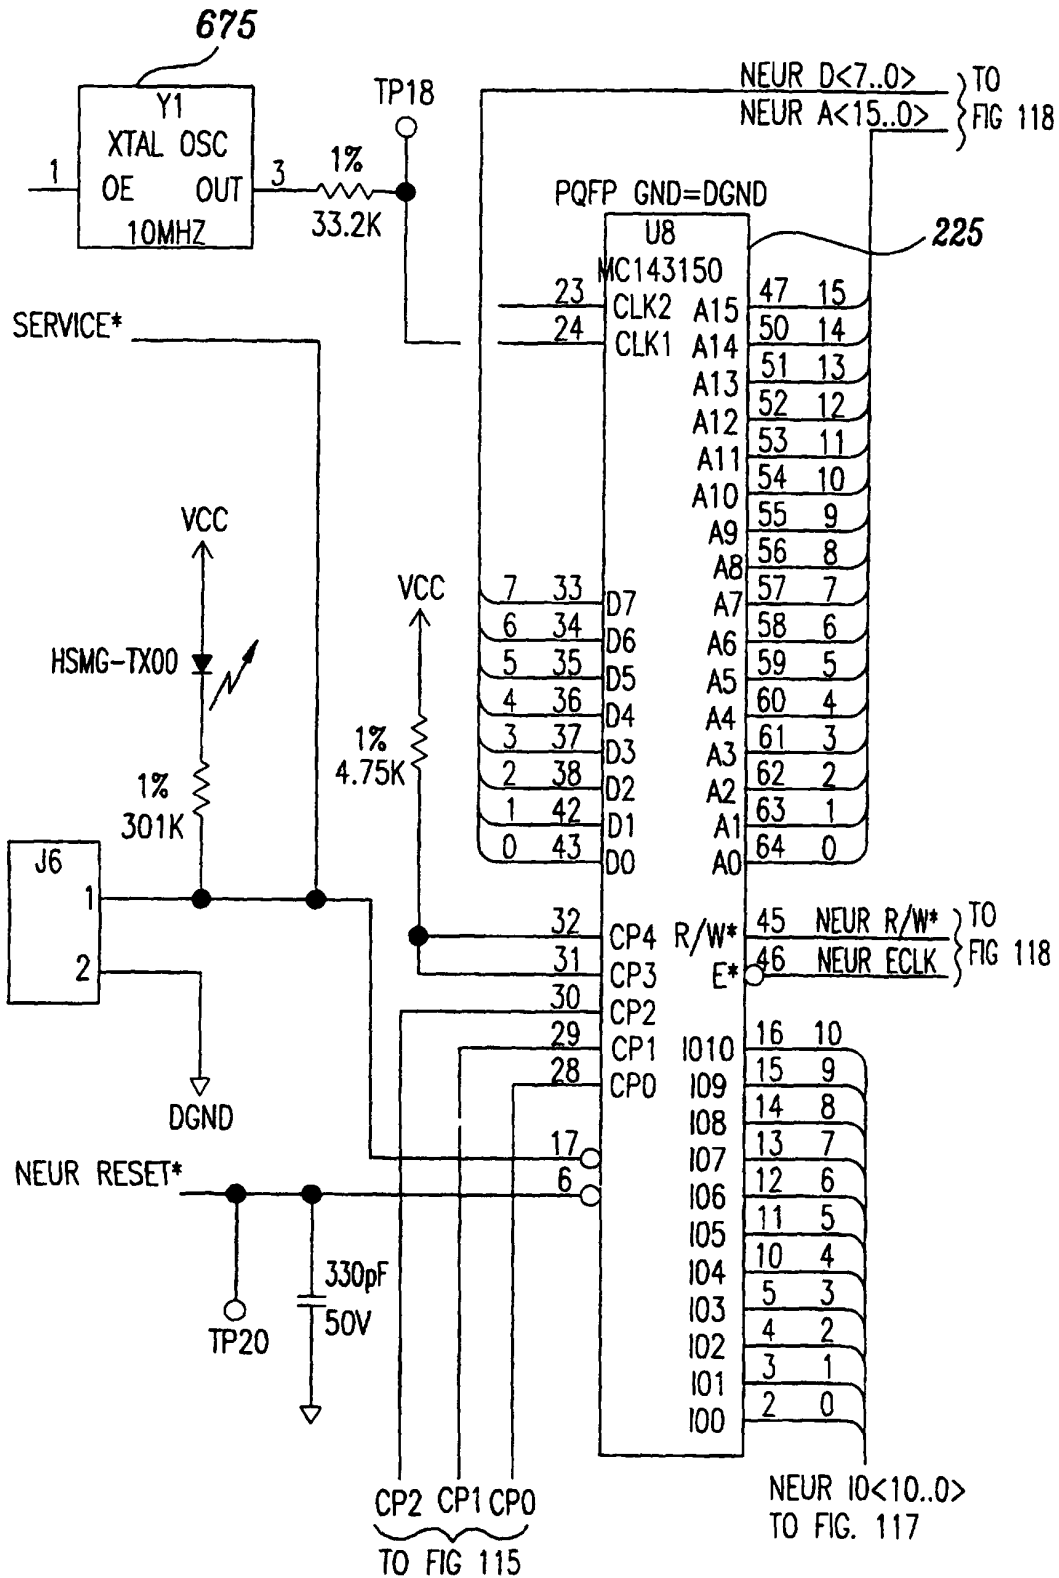 675
Y1
XTAL OSC
1 OE OUT 3
10MHZ
1%
33.2K
TP18
NEUR D<7..0>
NEUR A<15..0>
TO
FIG 118
PQFP GND=DGND
225
U8
MC143150
23 CLK2
24 CLK1
A15 47 15
A14 50 14
A13 51 13
A12 52 12
A11 53 11
A10 54 10
A9 55 9
A8 56 8
A7 57 7
A6 58 6
A5 59 5
A4 60 4
A3 61 3
A2 62 2
A1 63 1
A0 64 0
SERVICE*
VCC
HSMG-TX00
1%
301K
VCC
1%
4.75K
7 33 D7
6 34 D6
5 35 D5
4 36 D4
3 37 D3
2 38 D2
1 42 D1
0 43 D0
J6
1
2
DGND
32 CP4
31 CP3
30 CP2
29 CP1
28 CP0
R/W* 45 NEUR R/W*
E* 46 NEUR ECLK
TO
FIG 118
17
6
NEUR RESET*
TP20
330pF
50V
IO10 16 10
IO9 15 9
IO8 14 8
IO7 13 7
IO6 12 6
IO5 11 5
IO4 10 4
IO3 5 3
IO2 4 2
IO1 3 1
IO0 2 0
CP2 CP1 CP0
TO FIG 115
NEUR IO<10..0>
TO FIG. 117